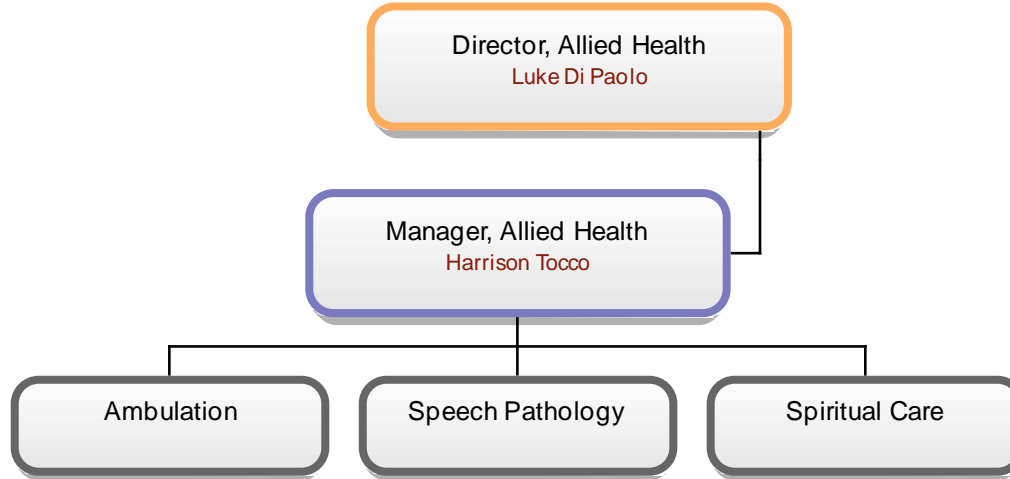 Director, Allied Health
Luke Di Paolo
Manager, Allied Health
Harrison Tocco
Ambulation
Speech Pathology
Spiritual Care